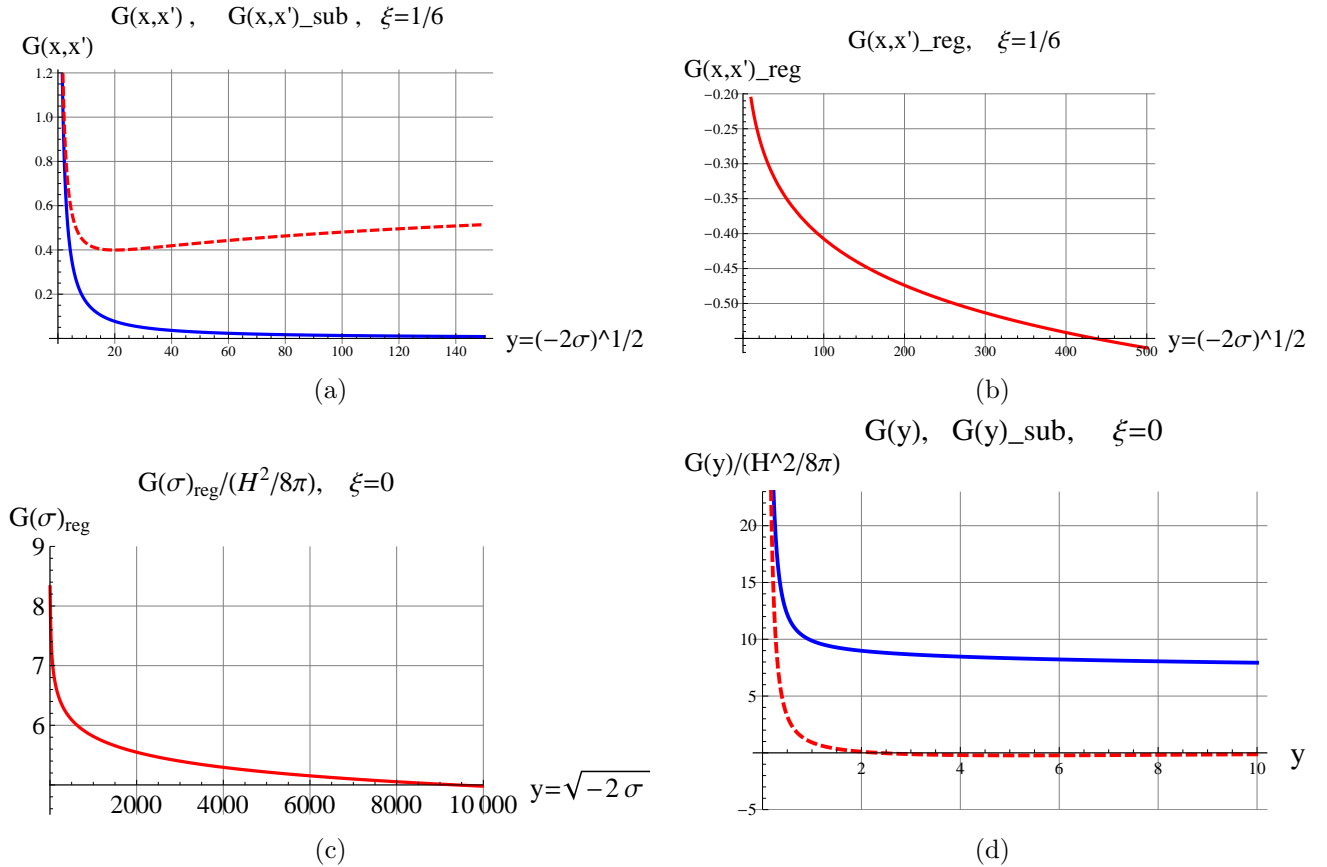 G(x,x') , G(x,x')_sub , ξ=1/6
G(x,x')
1.2
1.0
0.8
0.6
0.4
0.2
20 40 60 80 100 120 140
y=(−2σ)^1/2
(a)
G(x,x')_reg, ξ=1/6
G(x,x')_reg
−0.20
−0.25
−0.30
−0.35
−0.40
−0.45
−0.50
100 200 300 400 500
y=(−2σ)^1/2
(b)
G(σ)reg/(H²/8π), ξ=0
G(σ)reg
9
8
7
6
2000 4000 6000 8000 10000
y=√−2 σ
(c)
G(y), G(y)_sub, ξ=0
G(y)/(H^2/8π)
20
15
10
5
2 4 6 8 10
y
−5
(d)